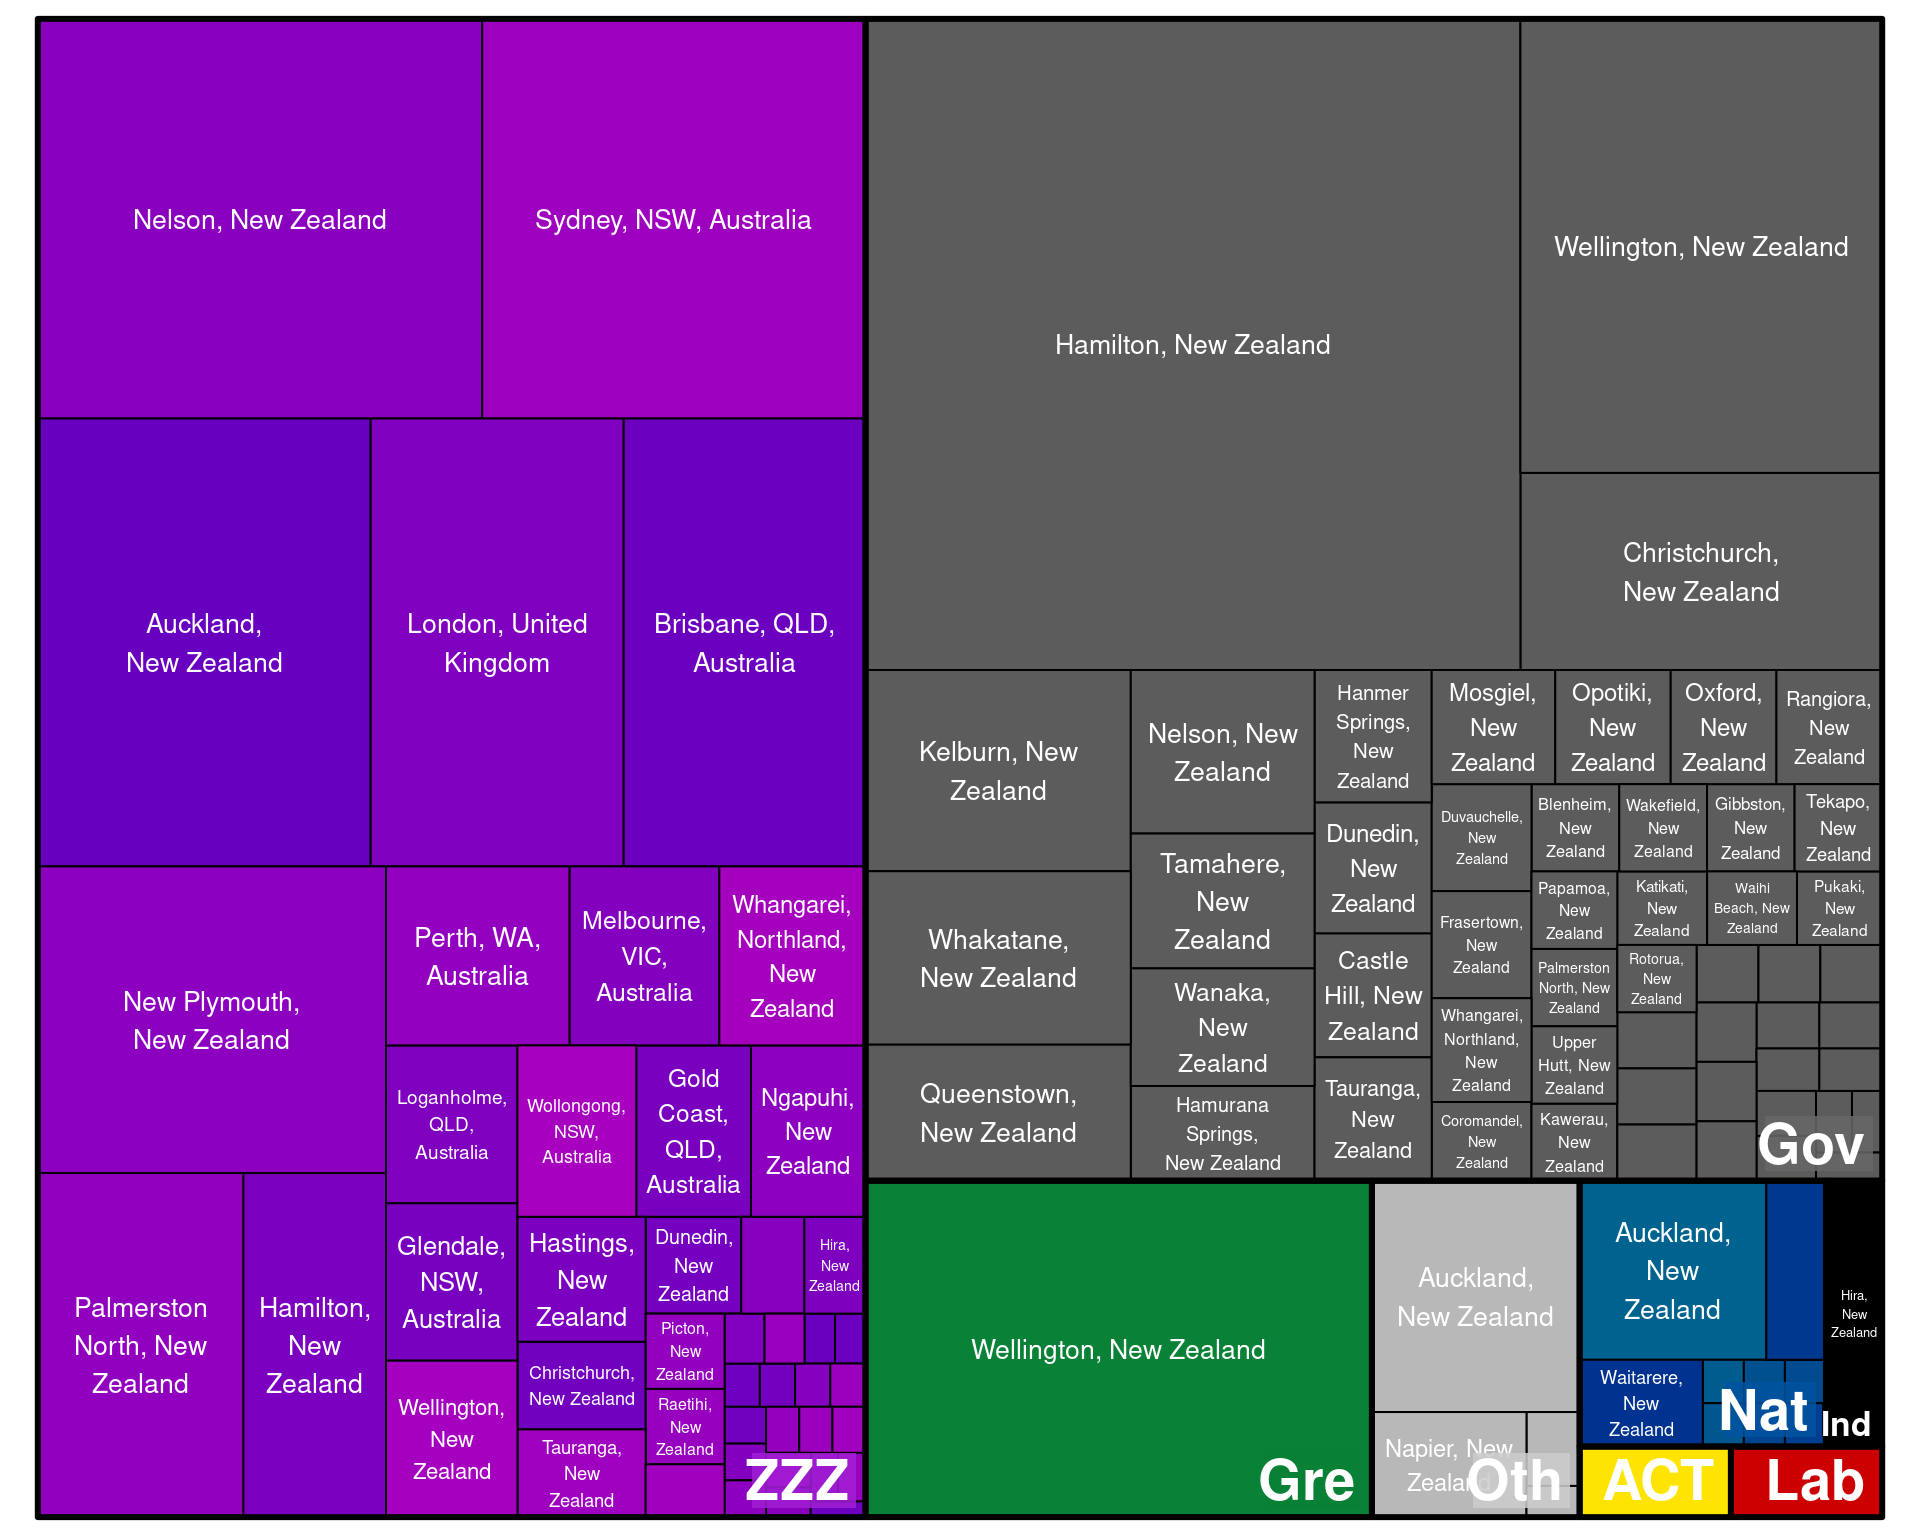 Nelson, New Zealand
Sydney, NSW, Australia
Auckland,
New Zealand
London, United
Kingdom
Brisbane, QLD,
Australia
New Plymouth,
New Zealand
Perth, WA,
Australia
Melbourne,
VIC,
Australia
Whangarei,
Northland,
New
Zealand
Palmerston
North, New
Zealand
Hamilton,
New
Zealand
Loganholme,
QLD,
Australia
Wollongong,
NSW,
Australia
Gold
Coast,
QLD,
Australia
Ngapuhi,
New
Zealand
Glendale,
NSW,
Australia
Wellington,
New
Zealand
Hastings,
New
Zealand
Christchurch,
New Zealand
Tauranga,
New
Zealand
Dunedin,
New
Zealand
Hira,
New
Zealand
Picton,
New
Zealand
Raetihi,
New
Zealand
ZZZ
Hamilton, New Zealand
Wellington, New Zealand
Christchurch,
New Zealand
Kelburn, New
Zealand
Whakatane,
New Zealand
Queenstown,
New Zealand
Nelson, New
Zealand
Tamahere,
New
Zealand
Wanaka,
New
Zealand
Hamurana
Springs,
New Zealand
Hanmer
Springs,
New
Zealand
Dunedin,
New
Zealand
Castle
Hill, New
Zealand
Tauranga,
New
Zealand
Mosgiel,
New
Zealand
Opotiki,
New
Zealand
Oxford,
New
Zealand
Rangiora,
New
Zealand
Duvauchelle,
New
Zealand
Frasertown,
New
Zealand
Whangarei,
Northland,
New
Zealand
Coromandel,
New
Zealand
Blenheim,
New
Zealand
Wakefield,
New
Zealand
Gibbston,
New
Zealand
Tekapo,
New
Zealand
Papamoa,
New
Zealand
Palmerston
North, New
Zealand
Upper
Hutt, New
Zealand
Kawerau,
New
Zealand
Katikati,
New
Zealand
Waihi
Beach, New
Zealand
Pukaki,
New
Zealand
Rotorua,
New
Zealand
Gov
Wellington, New Zealand
Gre
Auckland,
New Zealand
Napier, New
Zealand
Oth
Auckland,
New
Zealand
Waitarere,
New
Zealand
Nat
Hira,
New
Zealand
Ind
ACT
Lab